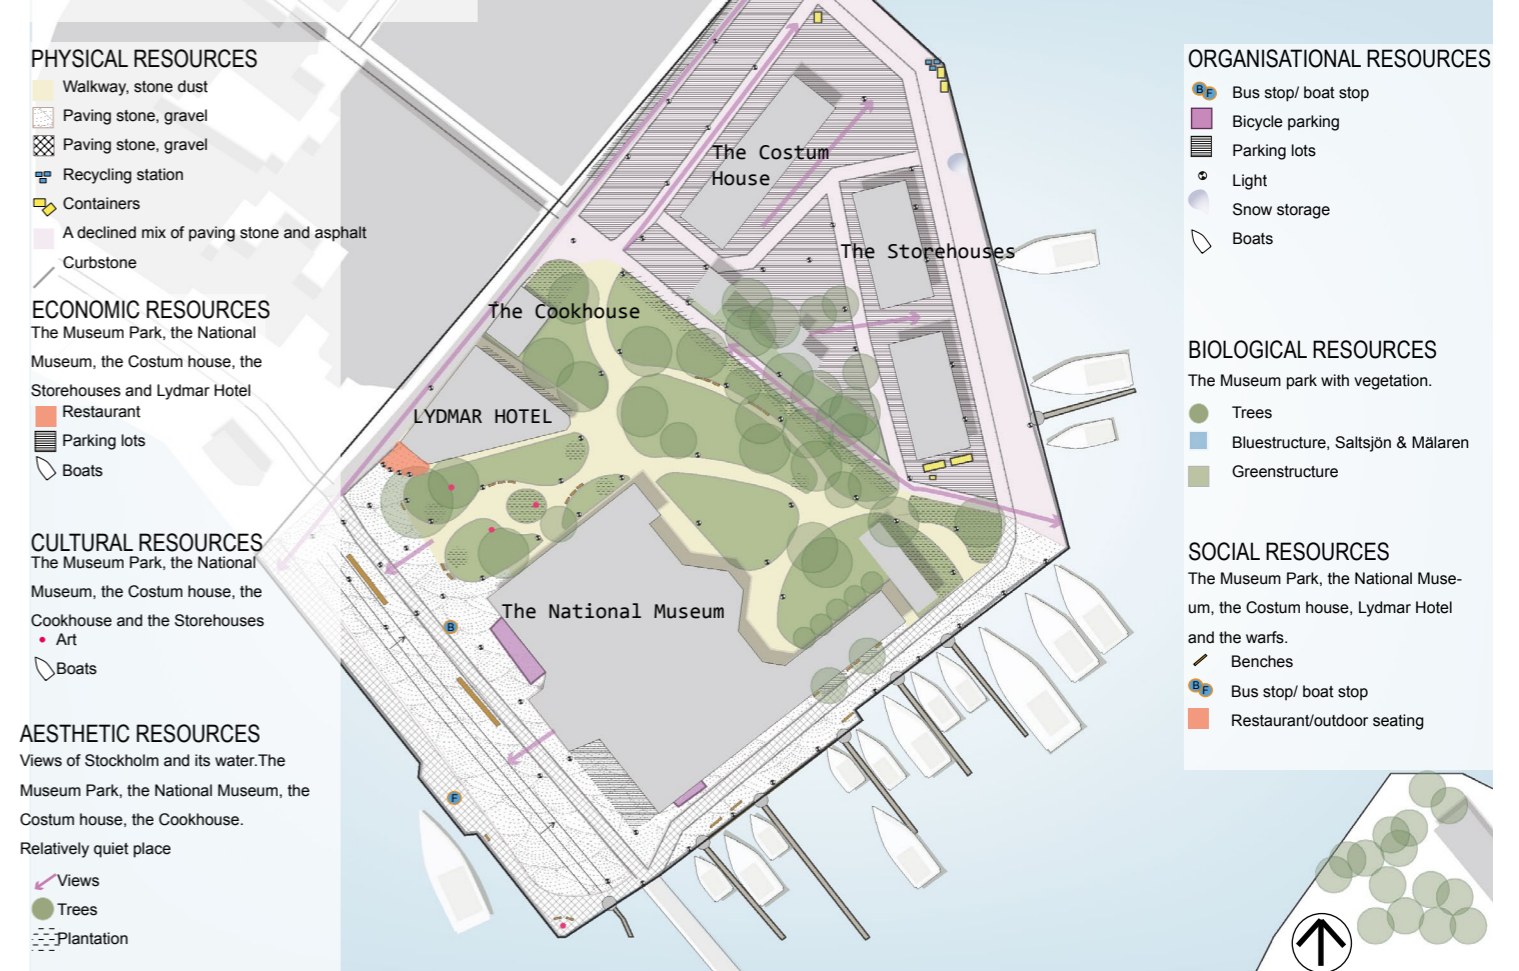 PHYSICAL RESOURCES
Walkway, stone dust
Paving stone, gravel
Paving stone, gravel
Recycling station
Containers
A declined mix of paving stone and asphalt
Curbstone
ECONOMIC RESOURCES
The Museum Park, the National
Museum, the Costum house, the
Storehouses and Lydmar Hotel
Restaurant
Parking lots
Boats
CULTURAL RESOURCES
The Museum Park, the National
Museum, the Costum house, the
Cookhouse and the Storehouses
Art
Boats
AESTHETIC RESOURCES
Views of Stockholm and its water.The
Museum Park, the National Museum, the
Costum house, the Cookhouse.
Relatively quiet place
Views
Trees
Plantation
The Costum
House
The Storehouses
The Cookhouse
LYDMAR HOTEL
The National Museum
B
F
ORGANISATIONAL RESOURCES
B F Bus stop/ boat stop
Bicycle parking
Parking lots
Light
Snow storage
Boats
BIOLOGICAL RESOURCES
The Museum park with vegetation.
Trees
Bluestructure, Saltsjön & Mälaren
Greenstructure
SOCIAL RESOURCES
The Museum Park, the National Muse-
um, the Costum house, Lydmar Hotel
and the warfs.
Benches
B F Bus stop/ boat stop
Restaurant/outdoor seating